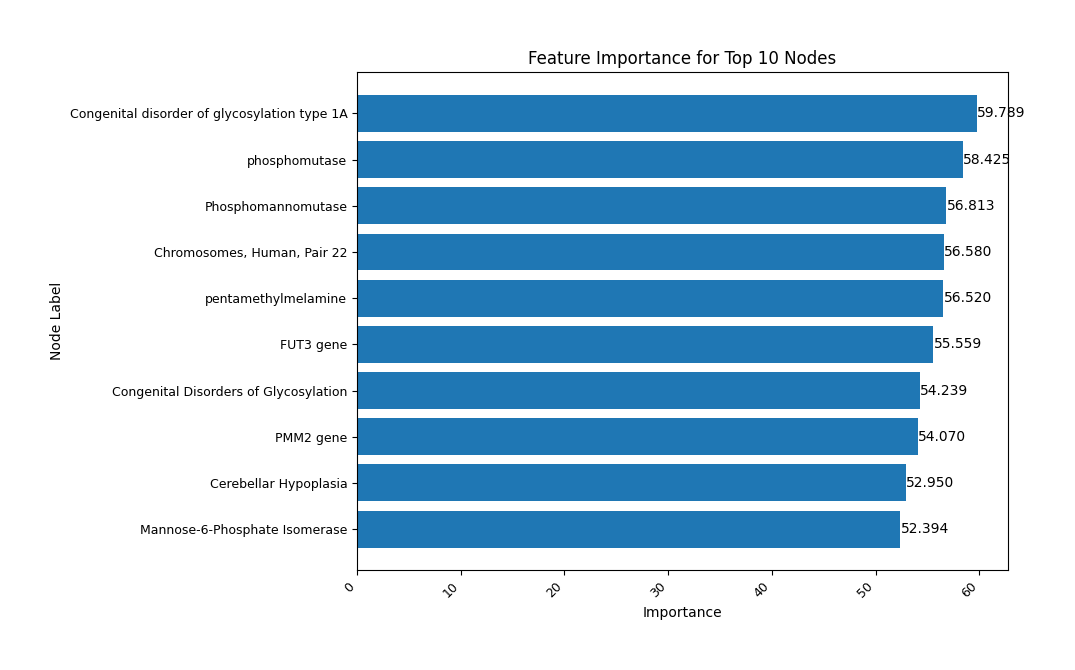 Feature Importance for Top 10 Nodes
Congenital disorder of glycosylation type 1A 59.789
phosphomutase 58.425
Phosphomannomutase 56.813
Chromosomes, Human, Pair 22 56.580
pentamethylmelamine 56.520
FUT3 gene 55.559
Congenital Disorders of Glycosylation 54.239
PMM2 gene 54.070
Cerebellar Hypoplasia 52.950
Mannose-6-Phosphate Isomerase 52.394
Node Label
0 10 20 30 40 50 60
Importance